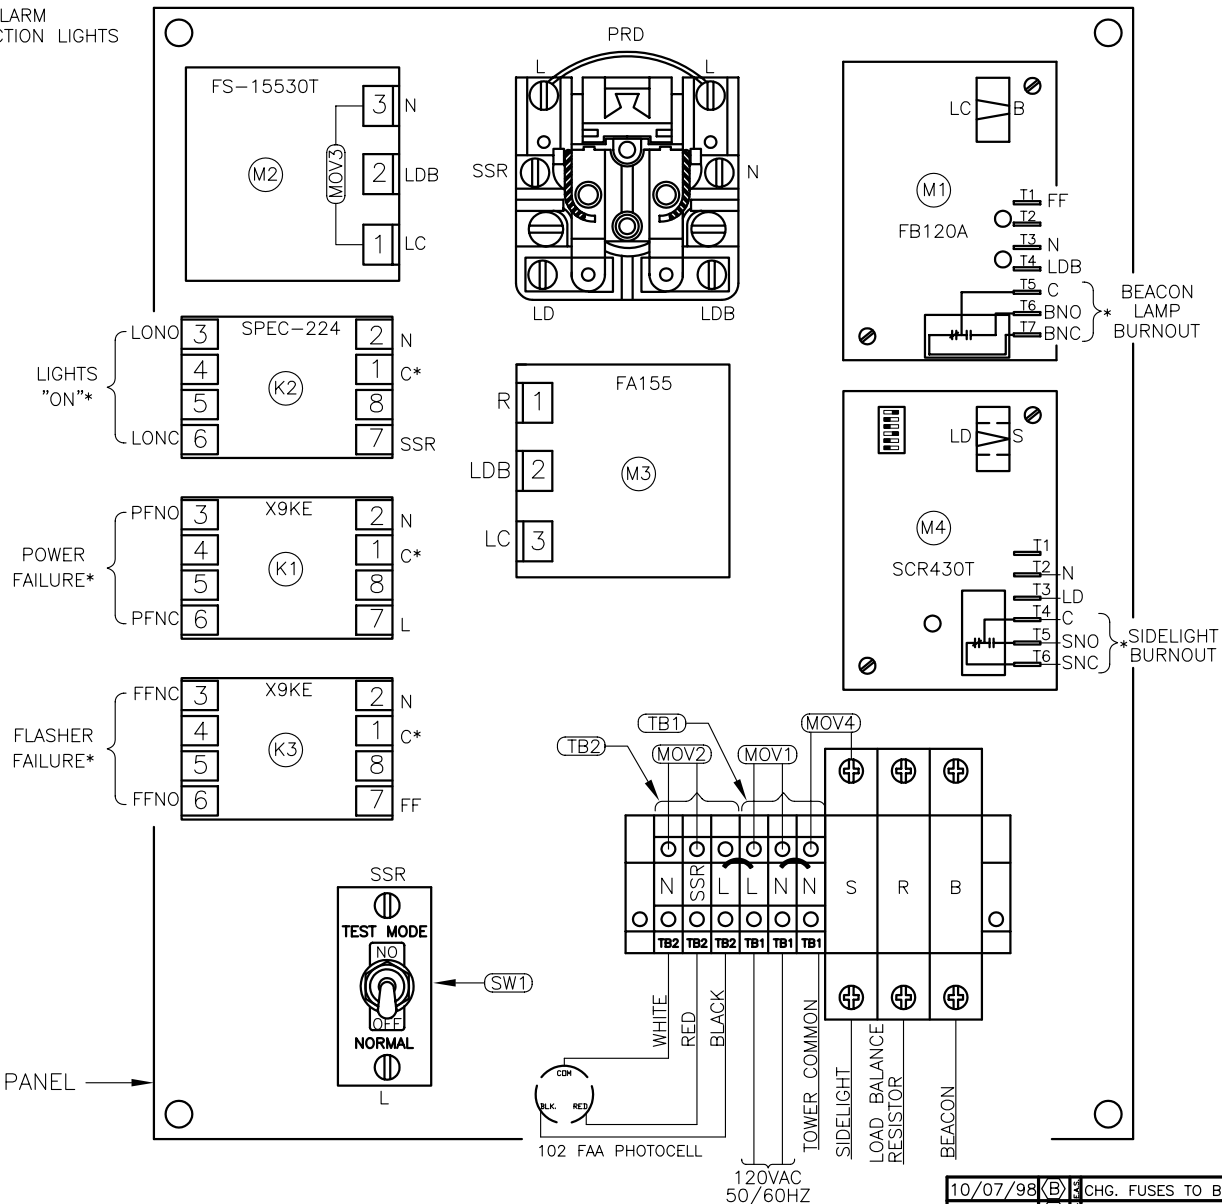 LARM
CTION LIGHTS
PRD
L
L
SSR
N
LD
LDB
FS-15530T
M2
MOV3
3 N
2 LDB
1 LC
M1
FB120A
LC B
T1 FF
T2
T3 N
T4 LDB
T5 C
T6 BNO
T7 BNC
* BEACON
LAMP
BURNOUT
LIGHTS
"ON"*
LONO
LONC
SPEC-224
K2
3
4
5
6
2 N
1 C*
8
7 SSR
POWER
FAILURE*
PFNO
PFNC
X9KE
K1
3
4
5
6
2 N
1 C*
8
7 L
FLASHER
FAILURE*
FFNC
FFNO
X9KE
K3
3
4
5
6
2 N
1 C*
8
7 FF
FA155
M3
R 1
LDB 2
LC 3
LD S
M4
SCR430T
T1
T2 N
T3 LD
T4 C
T5 SNO
T6 SNC
* SIDELIGHT
BURNOUT
TB2
TB1
MOV2
MOV1
MOV4
N SSR L L N N S R B
TB2 TB2 TB2 TB1 TB1 TB1
WHITE
RED
BLACK
TOWER COMMON
SIDELIGHT
LOAD BALANCE
RESISTOR
BEACON
COM
BLK. RED
102 FAA PHOTOCELL
120VAC
50/60HZ
SSR
TEST MODE
NO
OFF
NORMAL
L
SW1
PANEL
10/07/98 B CHG. FUSES TO B